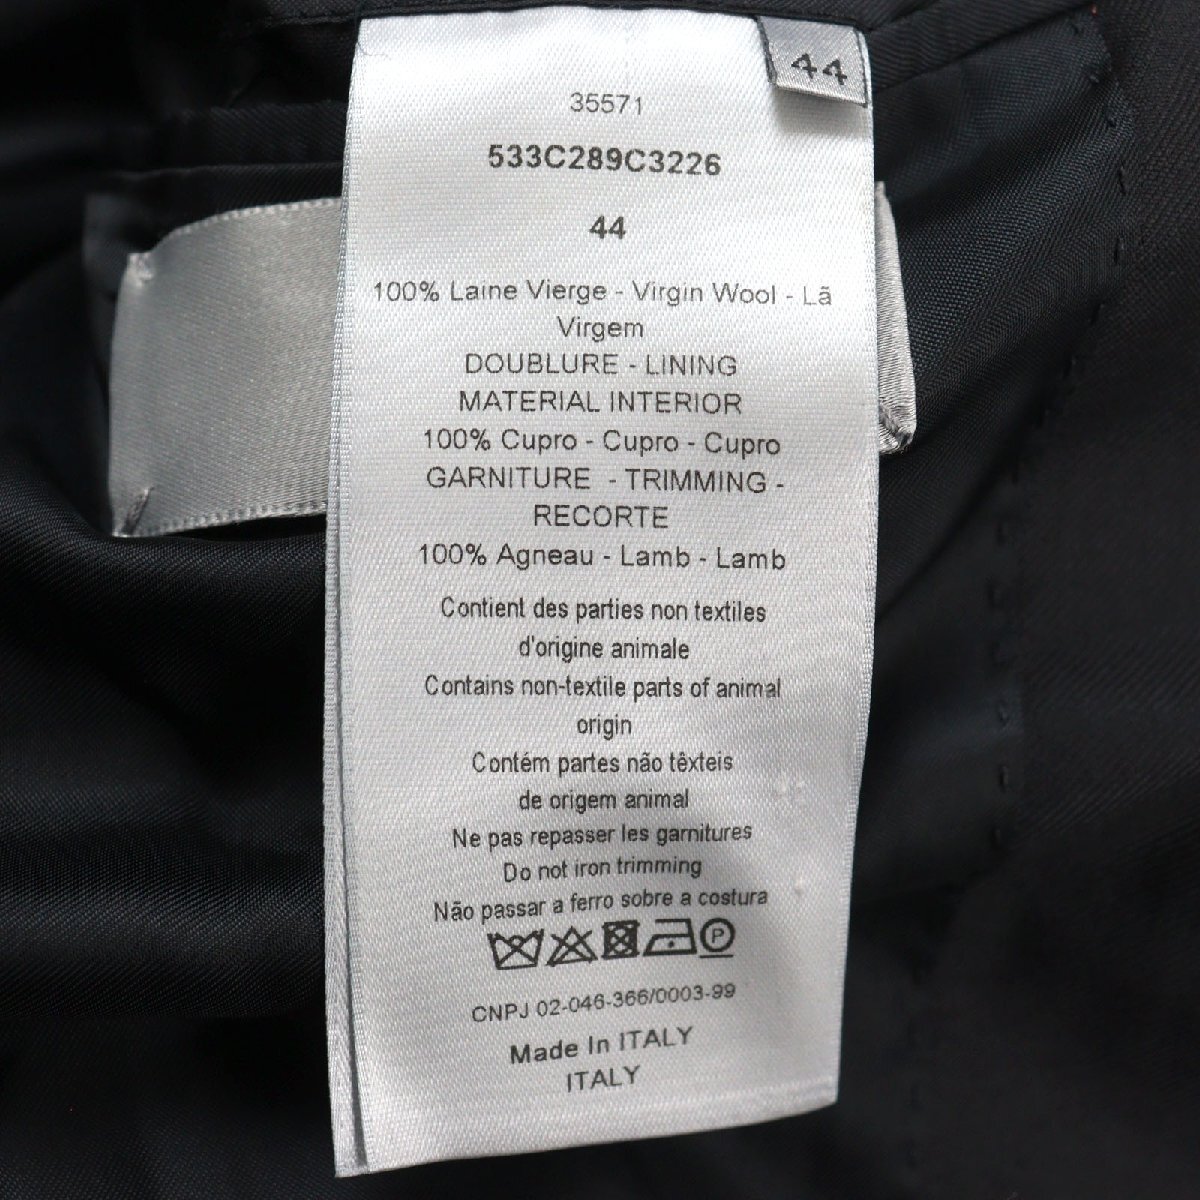 44
35571
533C289C3226
44
100% Laine Vierge - Virgin Wool - Lã
Virgem
DOUBLURE - LINING
MATERIAL INTERIOR
100% Cupro - Cupro - Cupro
GARNITURE - TRIMMING -
RECORTE
100% Agneau - Lamb - Lamb
Contient des parties non textiles
d'origine animale
Contains non-textile parts of animal
origin
Contém partes não têxteis
de origem animal
Ne pas repasser les garnitures
Do not iron trimming
Não passar a ferro sobre a costura
P
CNPJ 02-046-366/0003-99
Made In ITALY
ITALY